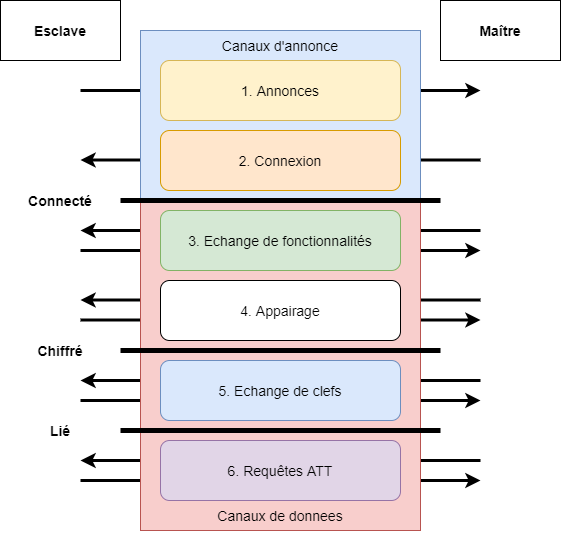 Esclave
Maître
Canaux d'annonce
1. Annonces
2. Connexion
Connecté
3. Echange de fonctionnalités
4. Appairage
Chiffré
5. Echange de clefs
Lié
6. Requêtes ATT
Canaux de donnees